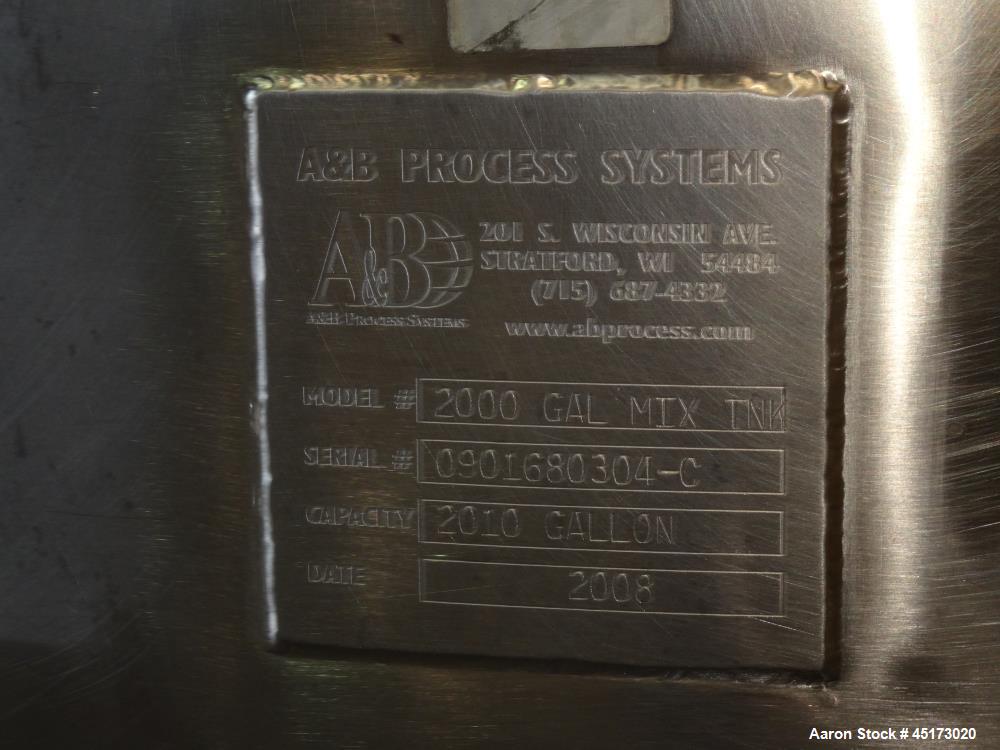 A&B PROCESS SYSTEMS
A&B
A&B PROCESS SYSTEMS
201 S. WISCONSIN AVE.
STRATFORD, WI 54484
(715) 687-4332
www.abprocess.com
MODEL # 2000 GAL MIX TNK
SERIAL # 0901680304-C
CAPACITY 2010 GALLON
DATE 2008
Aaron Stock # 45173020